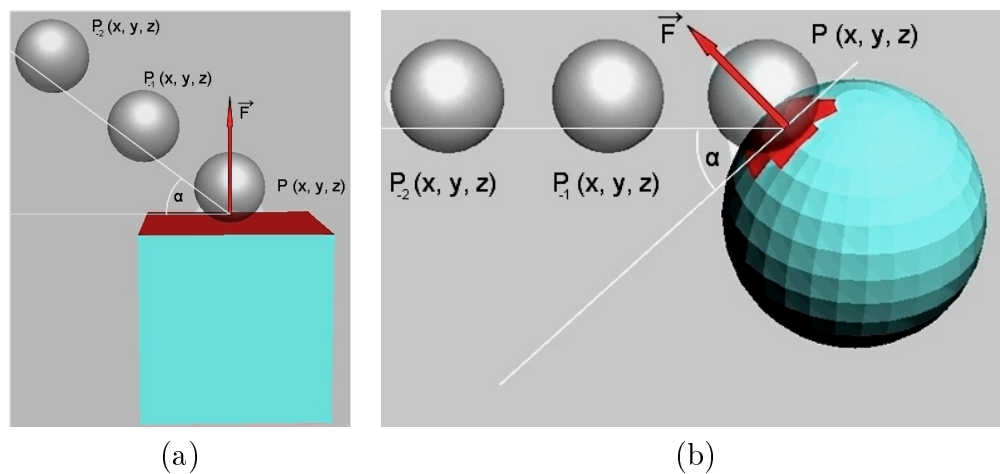 P-2 (x, y, z)
P-1 (x, y, z)
F
P (x, y, z)
α
(a)
F
P (x, y, z)
α
P-2 (x, y, z)
P-1 (x, y, z)
(b)